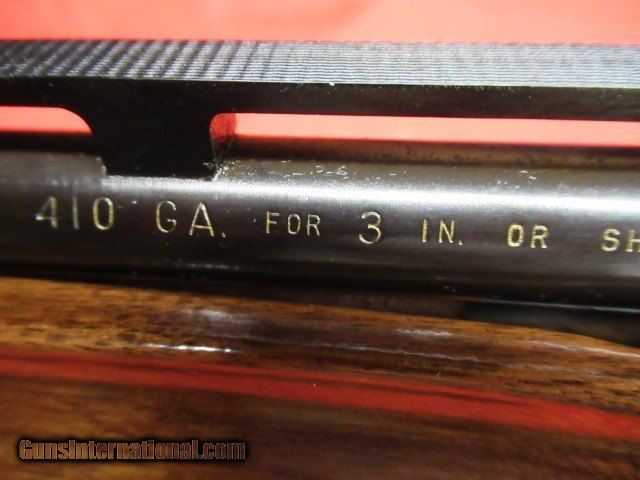 410 GA. FOR 3 IN. OR SH
GunsInternational.com